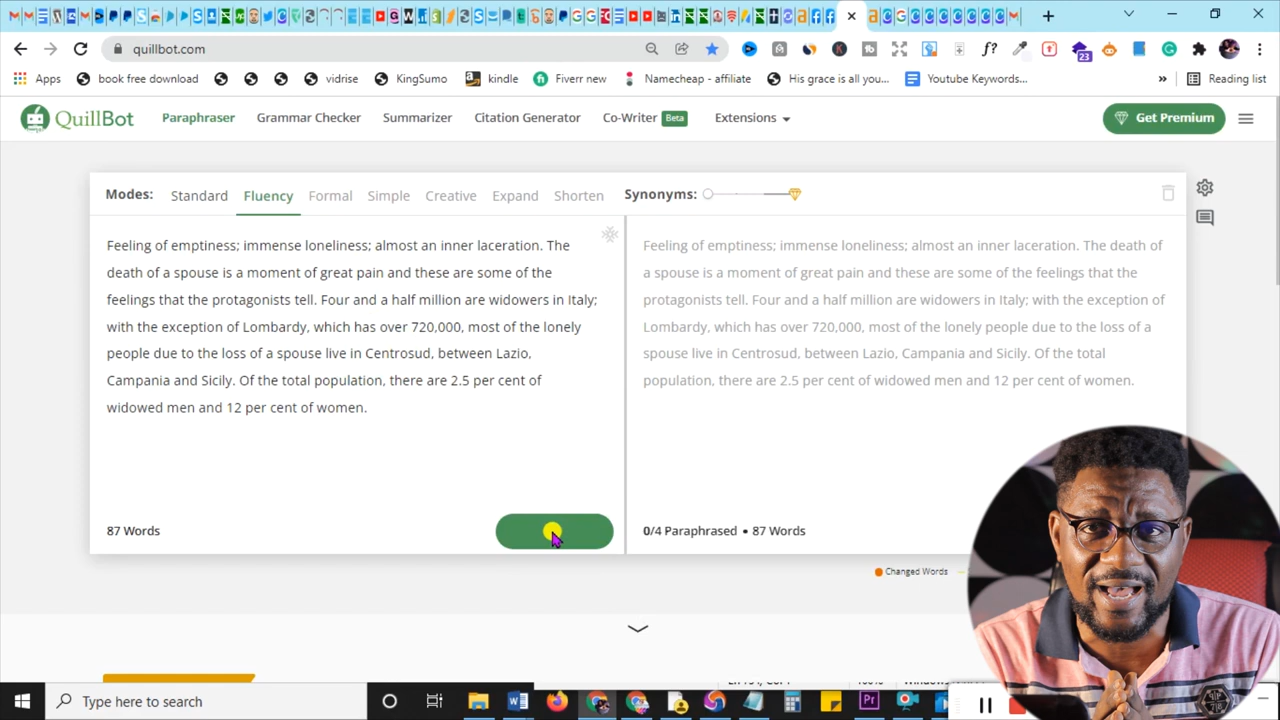 quillbot.com
Apps
book free download
vidrise
KingSumo
kindle
Fiverr new
Namecheap - affiliate
His grace is all you...
Youtube Keywords...
»
Reading list
23
QuillBot
Paraphraser
Grammar Checker
Summarizer
Citation Generator
Co-Writer Beta
Extensions
Get Premium
Modes: Standard Fluency Formal Simple Creative Expand Shorten
Synonyms:
Feeling of emptiness; immense loneliness; almost an inner laceration. The
death of a spouse is a moment of great pain and these are some of the
feelings that the protagonists tell. Four and a half million are widowers in Italy;
with the exception of Lombardy, which has over 720,000, most of the lonely
people due to the loss of a spouse live in Centrosud, between Lazio,
Campania and Sicily. Of the total population, there are 2.5 per cent of
widowed men and 12 per cent of women.
87 Words
Feeling of emptiness; immense loneliness; almost an inner laceration. The death of
a spouse is a moment of great pain and these are some of the feelings that the
protagonists tell. Four and a half million are widowers in Italy; with the exception of
Lombardy, which has over 720,000, most of the lonely people due to the loss of a
spouse live in Centrosud, between Lazio, Campania and Sicily. Of the total
population, there are 2.5 per cent of widowed men and 12 per cent of women.
0/4 Paraphrased • 87 Words
Changed Words
Type here to search